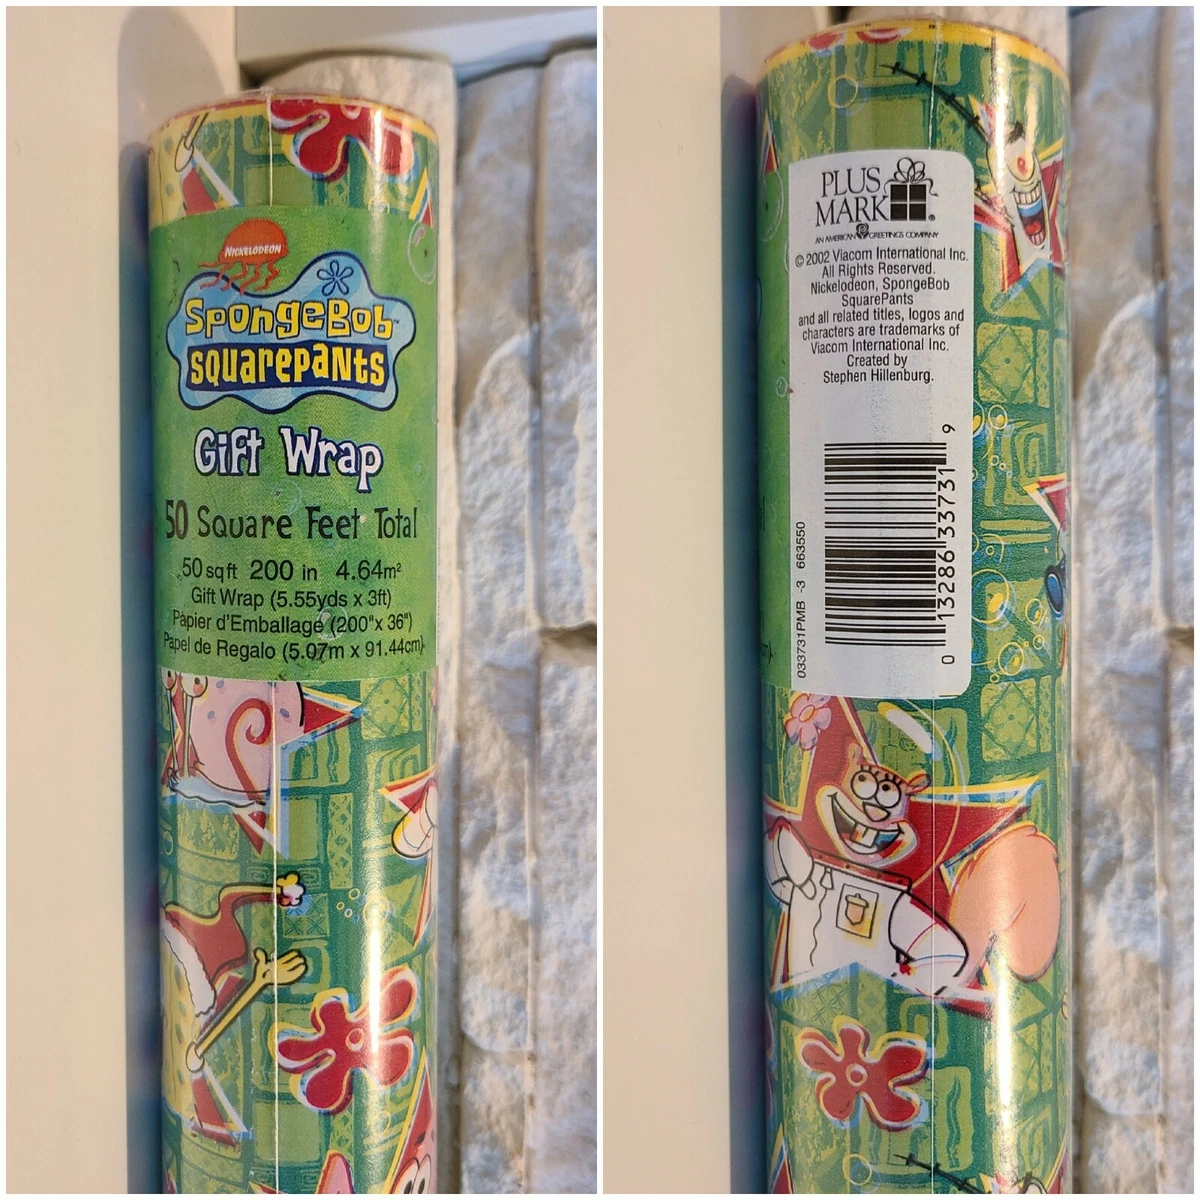 NICKELODEON
SpongeBob™
SQUAREPANTS
Gift Wrap
50 Square Feet Total
50 sq ft 200 in 4.64m²
Gift Wrap (5.55yds x 3ft)
Papier d'Emballage (200"x 36")
Papel de Regalo (5.07m x 91.44cm)
PLUS
MARK®
AN AMERICAN GREETINGS COMPANY
© 2002 Viacom International Inc.
All Rights Reserved.
Nickelodeon, SpongeBob
SquarePants
and all related titles, logos and
characters are trademarks of
Viacom International Inc.
Created by
Stephen Hillenburg.
033731PMB -3 663550
0 13286 33731 9